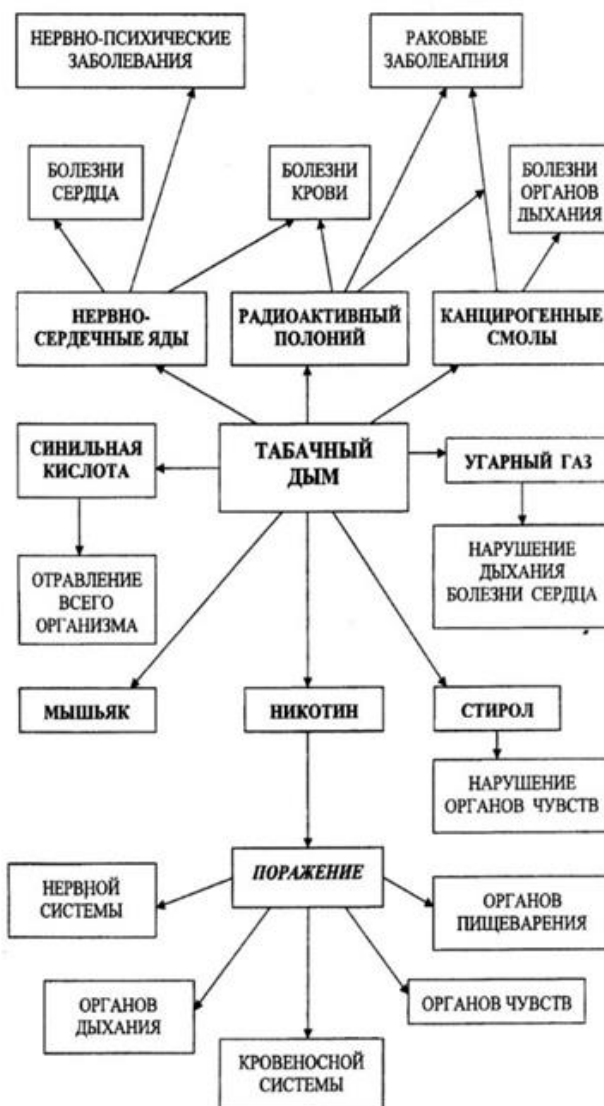 НЕРВНО-ПСИХИЧЕСКИЕ
ЗАБОЛЕВАНИЯ
РАКОВЫЕ
ЗАБОЛЕАПНИЯ
БОЛЕЗНИ
СЕРДЦА
БОЛЕЗНИ
КРОВИ
БОЛЕЗНИ
ОРГАНОВ
ДЫХАНИЯ
НЕРВНО-
СЕРДЕЧНЫЕ ЯДЫ
РАДИОАКТИВНЫЙ
ПОЛОНИЙ
КАНЦИРОГЕННЫЕ
СМОЛЫ
СИНИЛЬНАЯ
КИСЛОТА
ТАБАЧНЫЙ
ДЫМ
УГАРНЫЙ ГАЗ
ОТРАВЛЕНИЕ
ВСЕГО
ОРГАНИЗМА
НАРУШЕНИЕ
ДЫХАНИЯ
БОЛЕЗНИ СЕРДЦА
МЫШЬЯК
НИКОТИН
СТИРОЛ
НАРУШЕНИЕ
ОРГАНОВ ЧУВСТВ
ПОРАЖЕНИЕ
НЕРВНОЙ
СИСТЕМЫ
ОРГАНОВ
ПИЩЕВАРЕНИЯ
ОРГАНОВ
ДЫХАНИЯ
ОРГАНОВ ЧУВСТВ
КРОВЕНОСНОЙ
СИСТЕМЫ